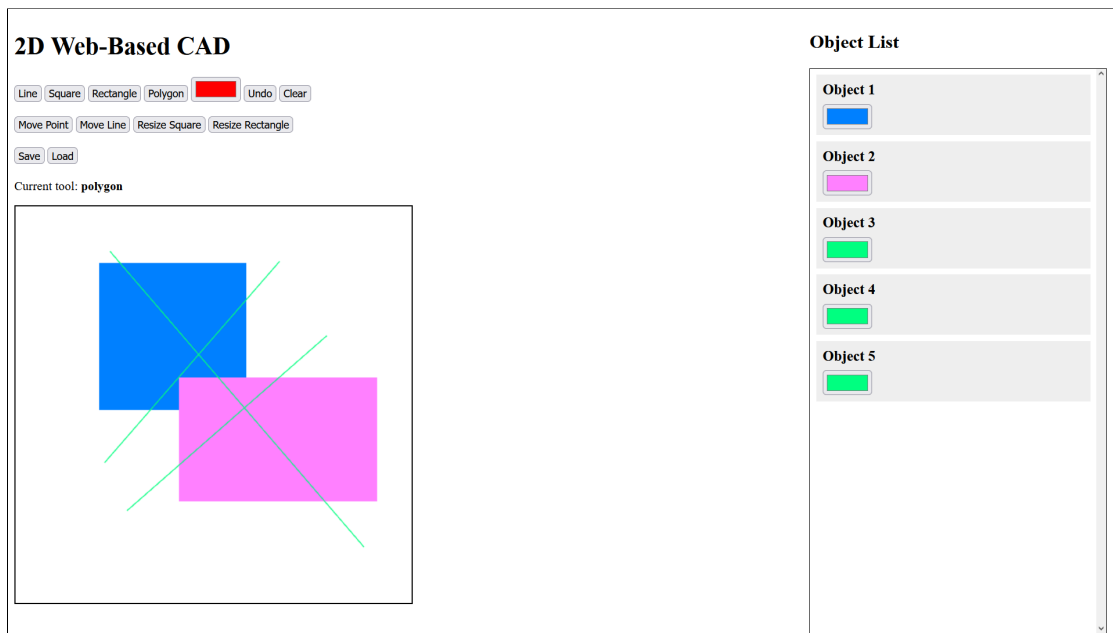 2D Web-Based CAD
Line Square Rectangle Polygon Undo Clear
Move Point Move Line Resize Square Resize Rectangle
Save Load
Current tool: polygon
Object List
Object 1
Object 2
Object 3
Object 4
Object 5